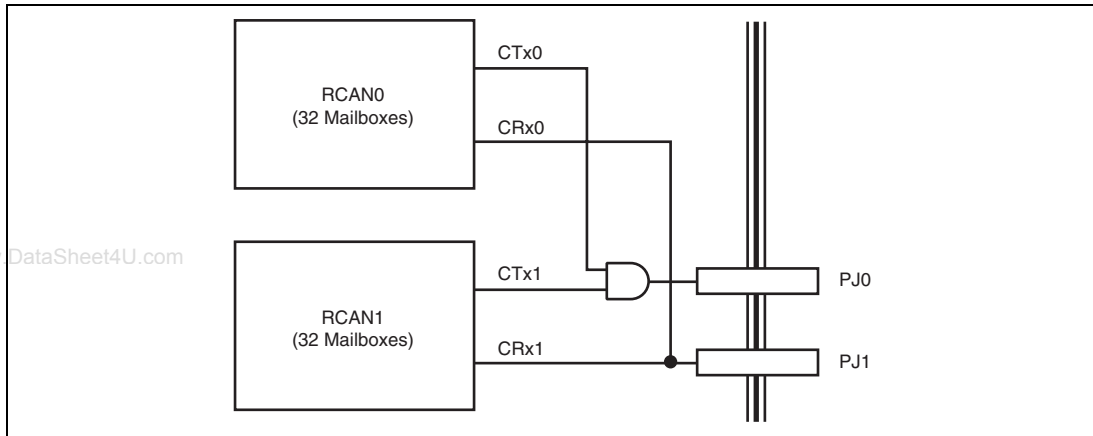 CTx0
RCAN0
(32 Mailboxes)
CRx0
.DataSheet4U.com
CTx1
PJ0
RCAN1
(32 Mailboxes)
CRx1
PJ1